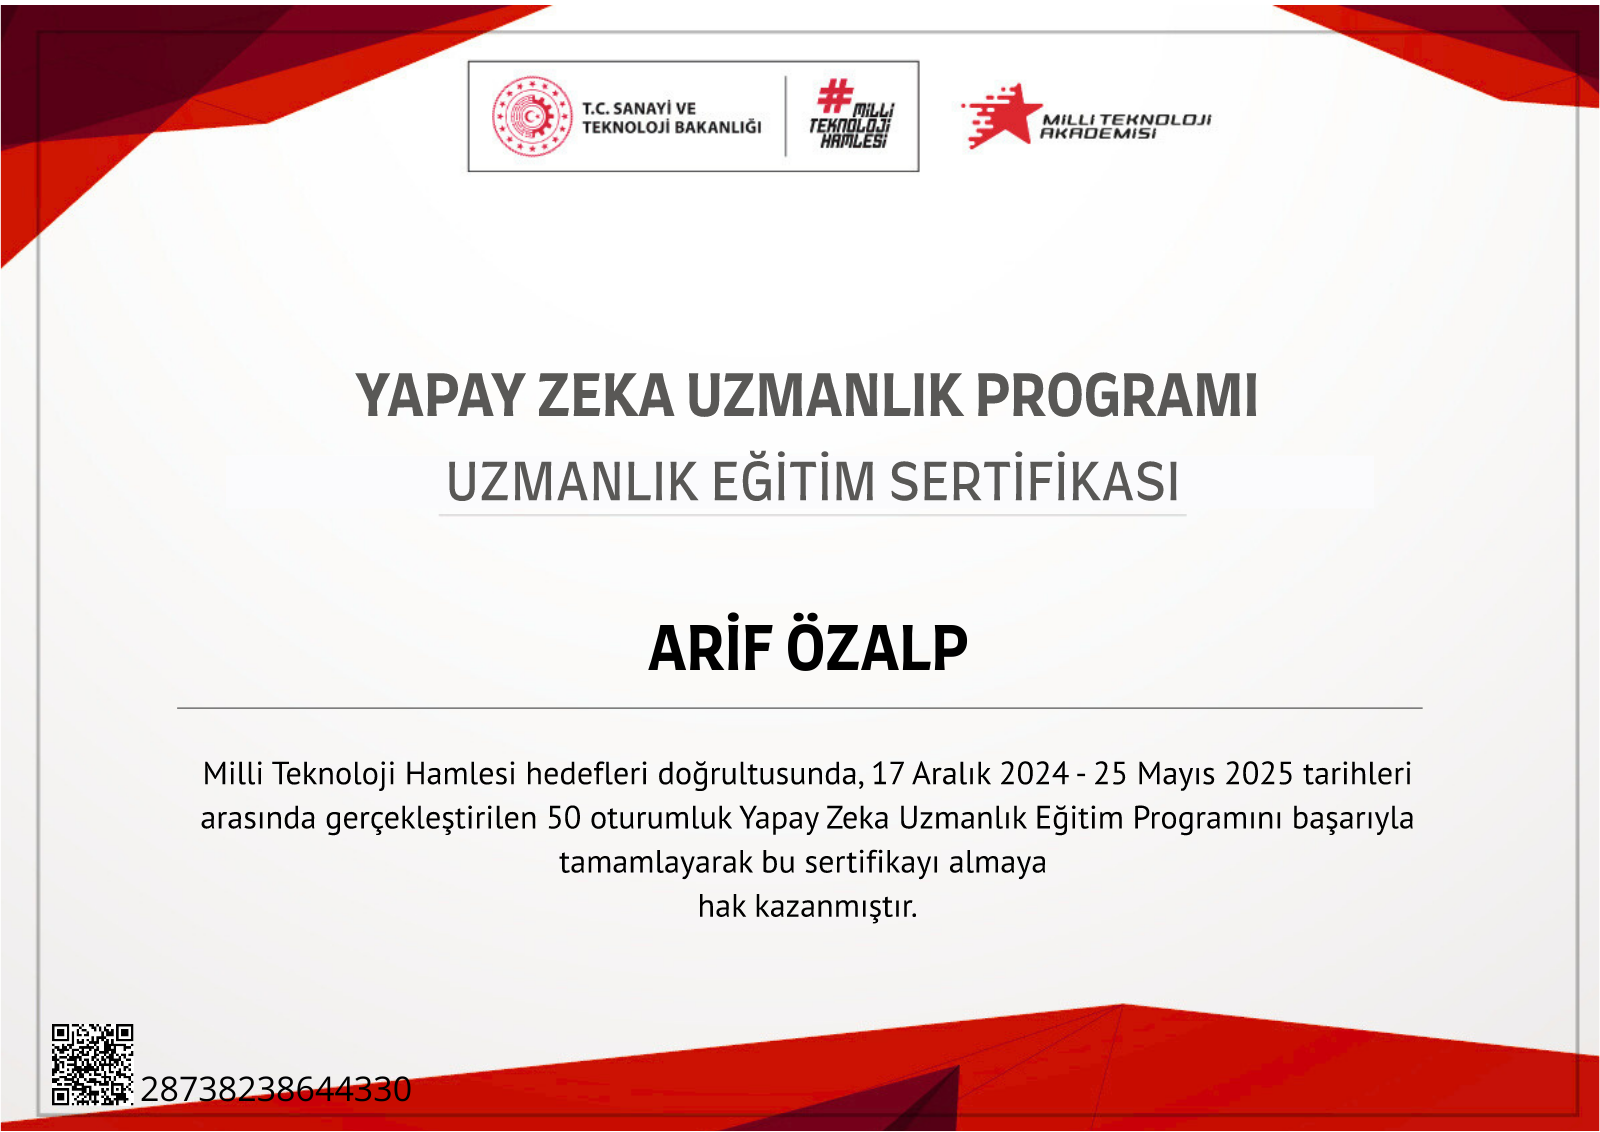 T.C. SANAYİ VE
TEKNOLOJİ BAKANLIĞI
#MİLLİ
TEKNOLOJİ
HAMLESİ
MİLLİ TEKNOLOJİ
AKADEMİSİ
YAPAY ZEKA UZMANLIK PROGRAMI
UZMANLIK EĞİTİM SERTİFİKASI
ARİF ÖZALP
Milli Teknoloji Hamlesi hedefleri doğrultusunda, 17 Aralık 2024 - 25 Mayıs 2025 tarihleri
arasında gerçekleştirilen 50 oturumluk Yapay Zeka Uzmanlık Eğitim Programını başarıyla
tamamlayarak bu sertifikayı almaya
hak kazanmıştır.
28738238644330